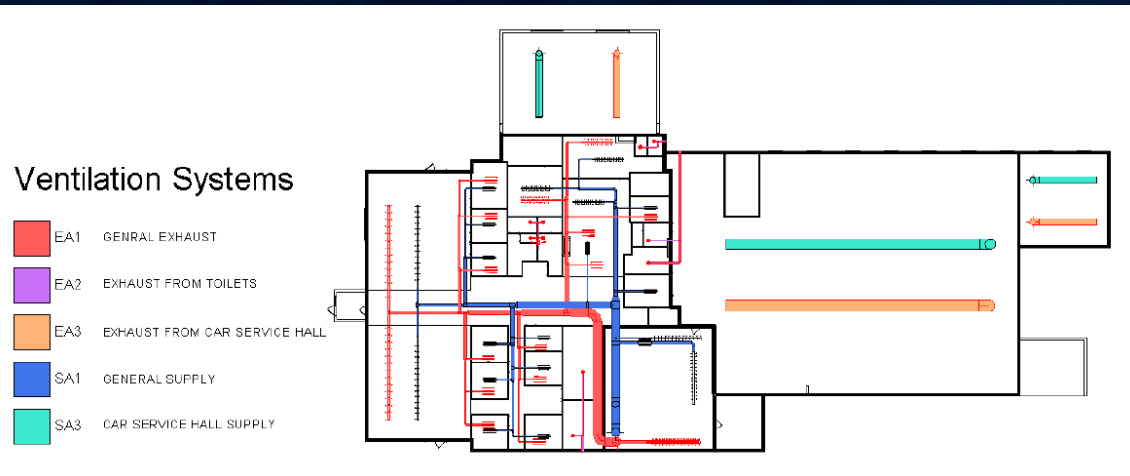 Ventilation Systems
EA1 GENRAL EXHAUST
EA2 EXHAUST FROM TOILETS
EA3 EXHAUST FROM CAR SERVICE HALL
SA1 GENERAL SUPPLY
SA3 CAR SERVICE HALL SUPPLY